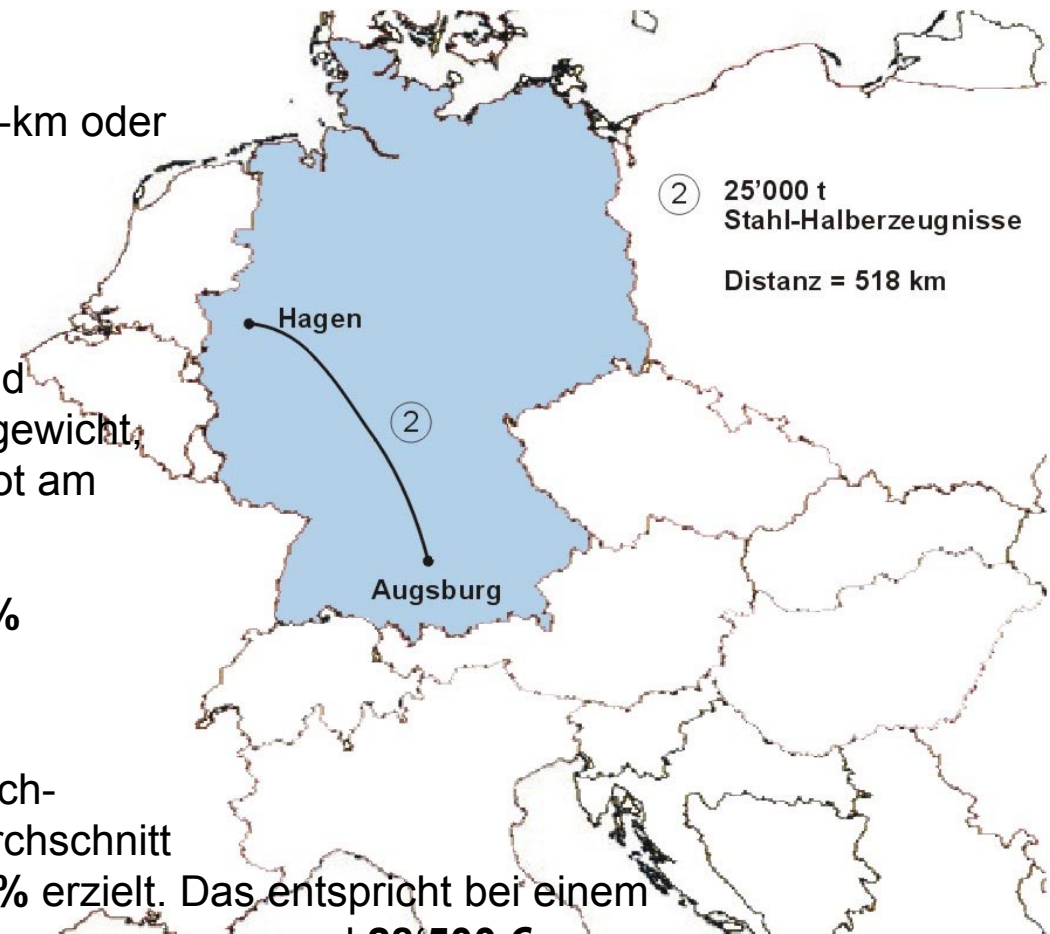 -km oder
2 25'000 t
Stahl-Halberzeugnisse
Distanz = 518 km
Hagen
d
gewicht,
2
ot am
Augsburg
%
ch-
rchschnitt
% erzielt. Das entspricht bei einem